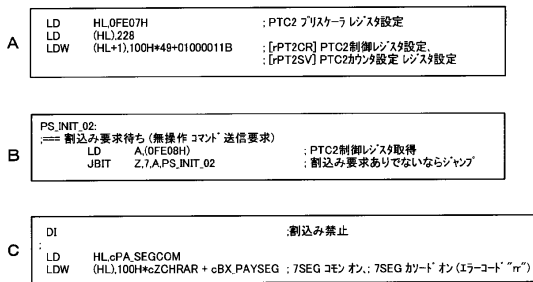 A
LD HL,0FE07H ; PTC2 プリスケーラ レジスタ設定
LD (HL),228
LDW (HL+1),100H*49+01000011B ; [rPT2CR] PTC2制御レジスタ設定、
; [rPT2SV] PTC2カウンタ設定 レジスタ設定
B
PS_INIT_02:
;=== 割込み要求待ち (無操作 コマンド 送信要求)
LD A,(0FE08H) ; PTC2制御レジスタ取得
JBIT Z,7,A,PS_INIT_02 ; 割込み要求ありでないならジャンプ
C
DI ;割込み禁止
;
LD HL,cPA_SEGCOM
LDW (HL),100H*cZCHRAR + cBX_PAYSEG ; 7SEG コモン オン、; 7SEG カソード オン (エラーコード "rr")